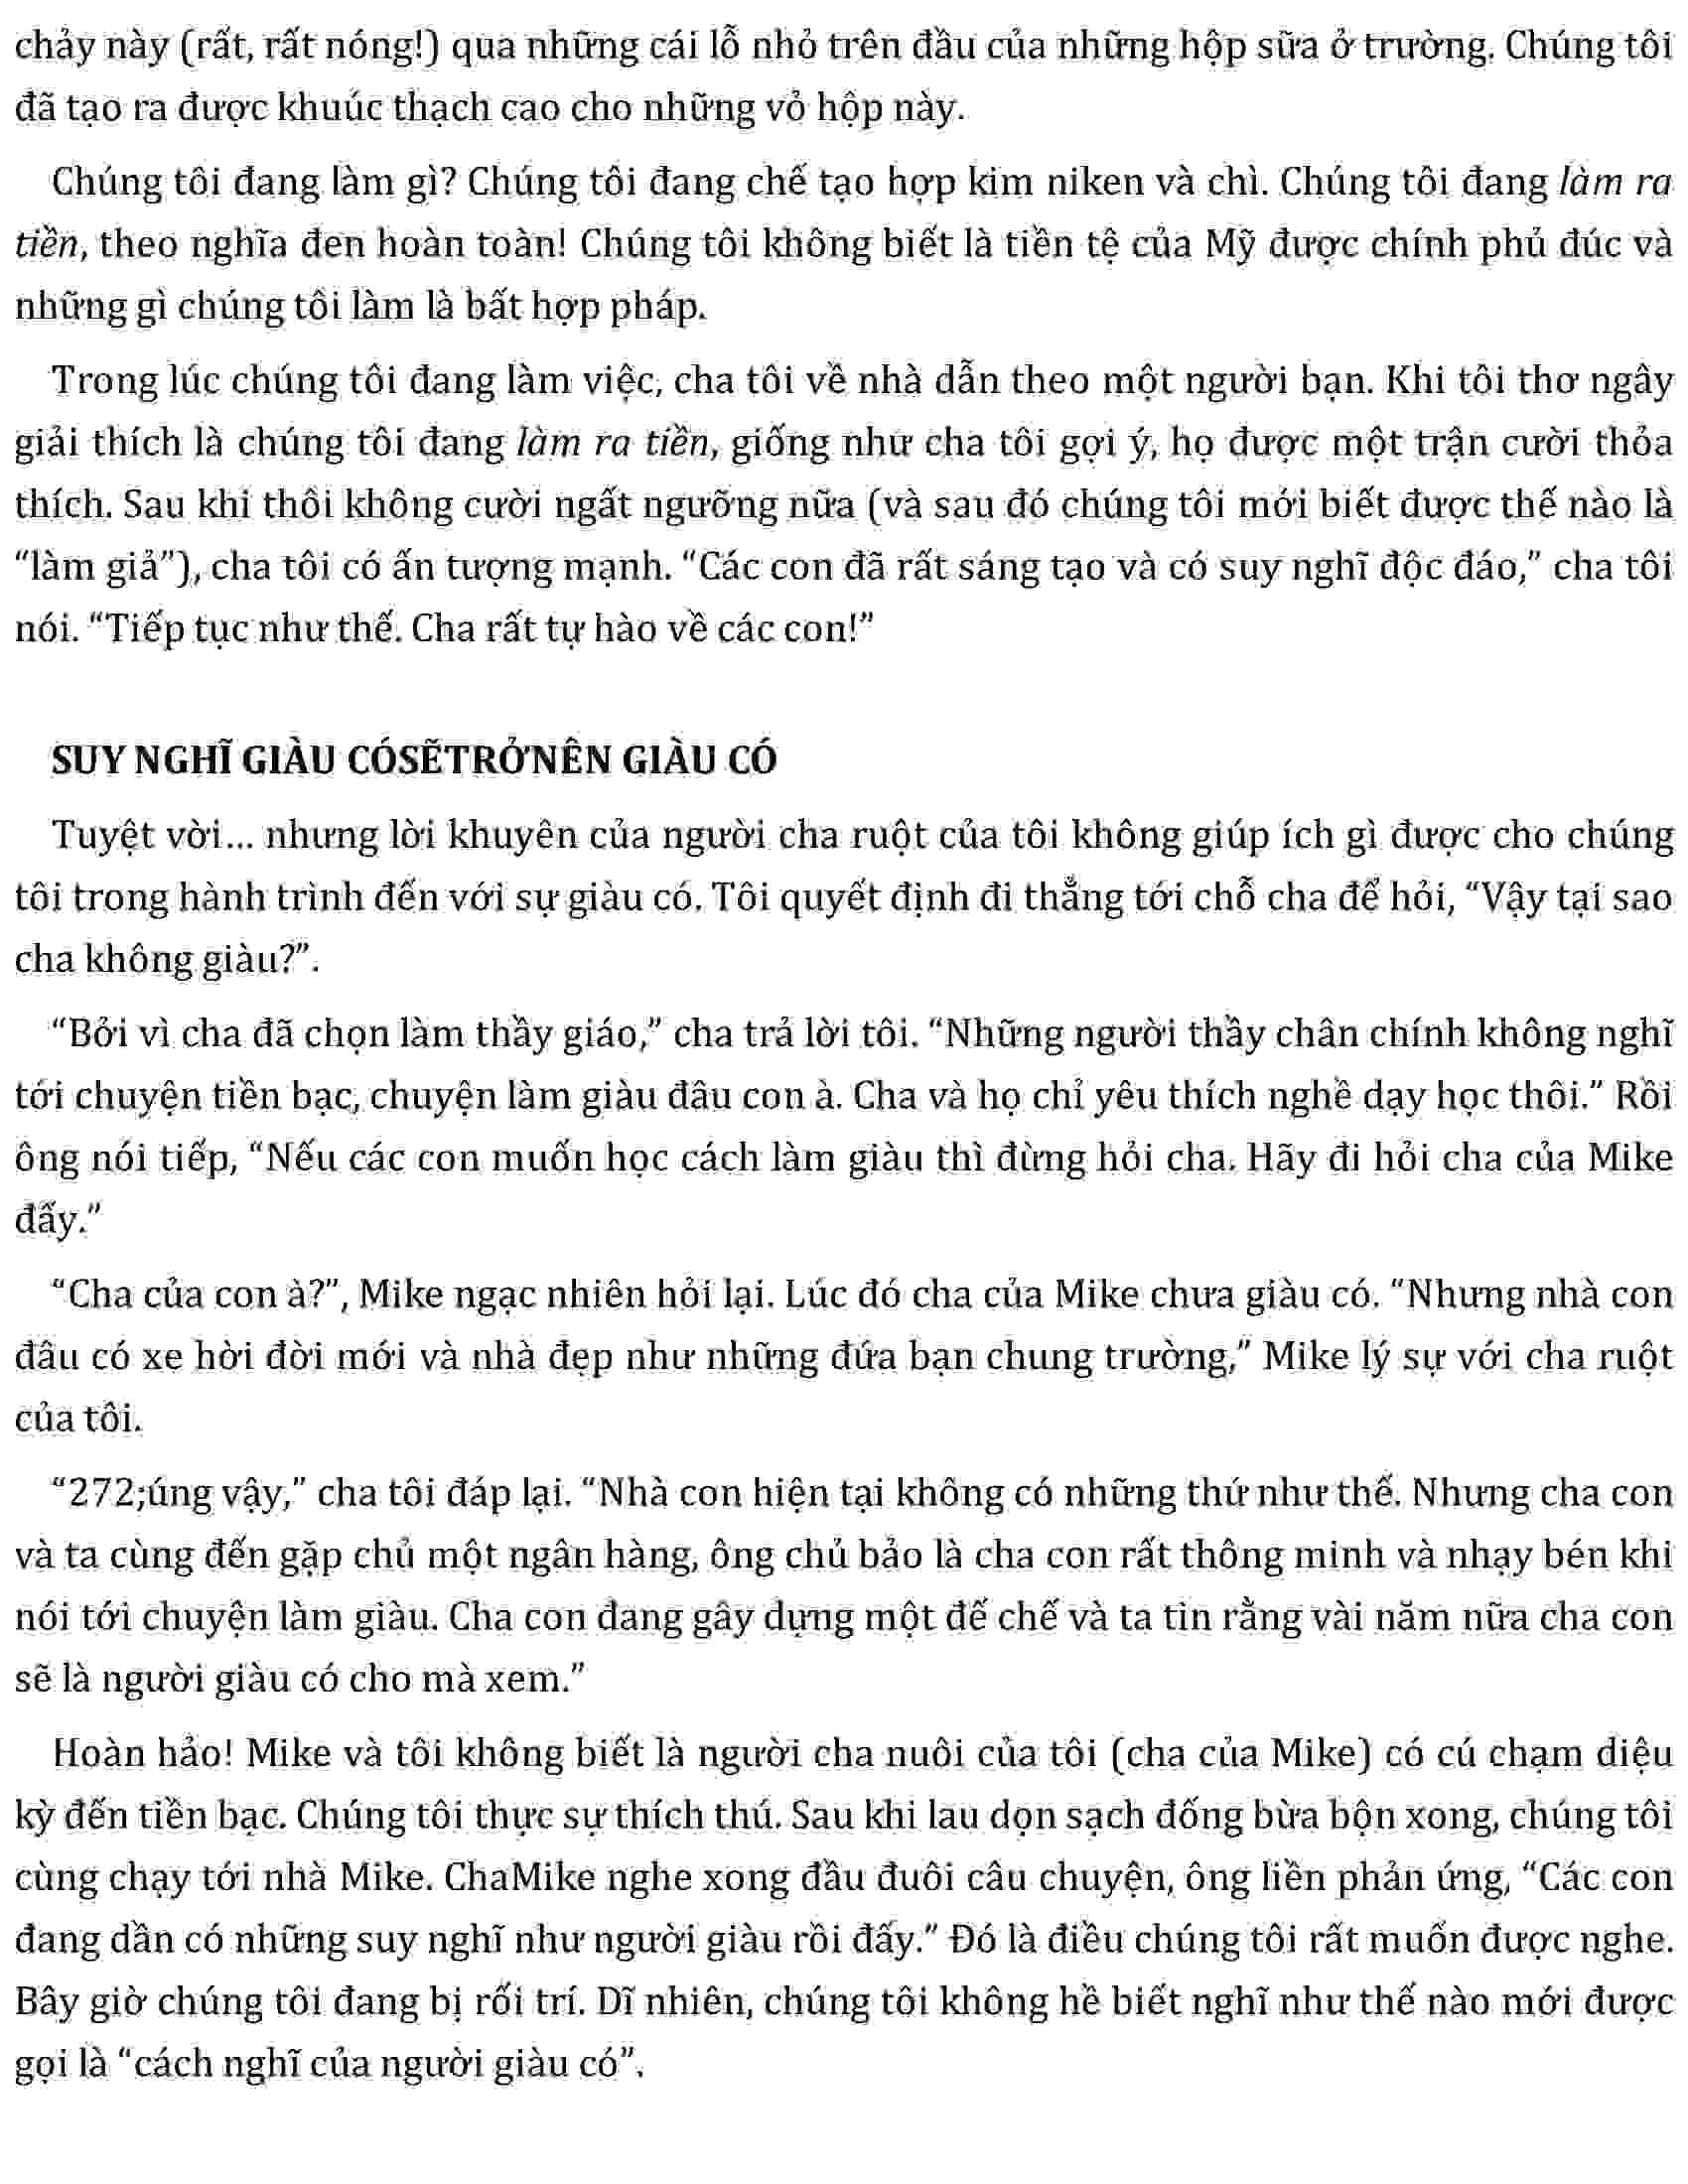 chảy này (rất, rất nóng!) qua những cái lỗ nhỏ trên đầu của những hộp sữa ở trường. Chúng tôi
đã tạo ra được khuúc thạch cao cho những vỏ hộp này.
Chúng tôi đang làm gì? Chúng tôi đang chế tạo hợp kim niken và chì. Chúng tôi đang làm ra
tiền, theo nghĩa đen hoàn toàn! Chúng tôi không biết là tiền tệ của Mỹ được chính phủ đúc và
những gì chúng tôi làm là bất hợp pháp.
Trong lúc chúng tôi đang làm việc, cha tôi về nhà dẫn theo một người bạn. Khi tôi thơ ngây
giải thích là chúng tôi đang làm ra tiền, giống như cha tôi gợi ý, họ được một trận cười thỏa
thích. Sau khi thôi không cười ngất ngưỡng nữa (và sau đó chúng tôi mới biết được thế nào là
“làm giả”), cha tôi có ấn tượng mạnh. “Các con đã rất sáng tạo và có suy nghĩ độc đáo,” cha tôi
nói. “Tiếp tục như thế. Cha rất tự hào về các con!”
SUY NGHĨ GIÀU CÓSẼTRỞNÊN GIÀU CÓ
Tuyệt vời... nhưng lời khuyên của người cha ruột của tôi không giúp ích gì được cho chúng
tôi trong hành trình đến với sự giàu có. Tôi quyết định đi thẳng tới chỗ cha để hỏi, “Vậy tại sao
cha không giàu?”.
“Bởi vì cha đã chọn làm thầy giáo,” cha trả lời tôi. “Những người thầy chân chính không nghĩ
tới chuyện tiền bạc, chuyện làm giàu đâu con à. Cha và họ chỉ yêu thích nghề dạy học thôi.” Rồi
ông nói tiếp, “Nếu các con muốn học cách làm giàu thì đừng hỏi cha. Hãy đi hỏi cha của Mike
đấy.”
“Cha của con à?”, Mike ngạc nhiên hỏi lại. Lúc đó cha của Mike chưa giàu có. “Nhưng nhà con
đâu có xe hời đời mới và nhà đẹp như những đứa bạn chung trường,” Mike lý sự với cha ruột
của tôi.
“272;úng vậy,” cha tôi đáp lại. “Nhà con hiện tại không có những thứ như thế. Nhưng cha con
và ta cùng đến gặp chủ một ngân hàng, ông chủ bảo là cha con rất thông minh và nhạy bén khi
nói tới chuyện làm giàu. Cha con đang gây dựng một đế chế và ta tin rằng vài năm nữa cha con
sẽ là người giàu có cho mà xem.”
Hoàn hảo! Mike và tôi không biết là người cha nuôi của tôi (cha của Mike) có cú chạm diệu
kỳ đến tiền bạc. Chúng tôi thực sự thích thú. Sau khi lau dọn sạch đống bừa bộn xong, chúng tôi
cùng chạy tới nhà Mike. ChaMike nghe xong đầu đuôi câu chuyện, ông liền phản ứng, “Các con
đang dần có những suy nghĩ như người giàu rồi đấy.” Đó là điều chúng tôi rất muốn được nghe.
Bây giờ chúng tôi đang bị rối trí. Dĩ nhiên, chúng tôi không hề biết nghĩ như thế nào mới được
gọi là “cách nghĩ của người giàu có”.